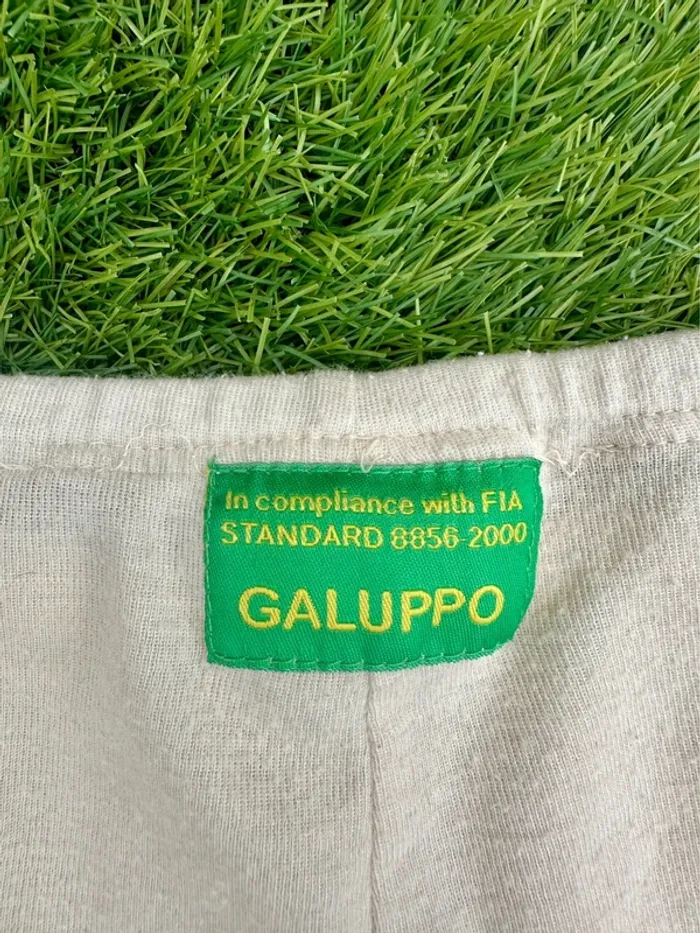 In compliance with FIA
STANDARD 8856-2000
GALUPPO